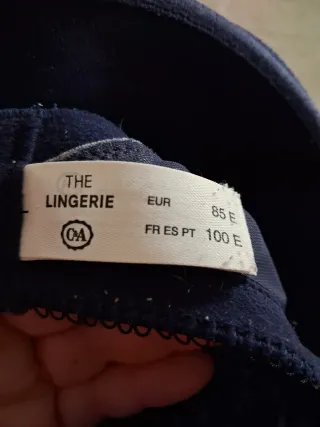 THE
LINGERIE
C&A
EUR 85 E
FR ES PT 100 E